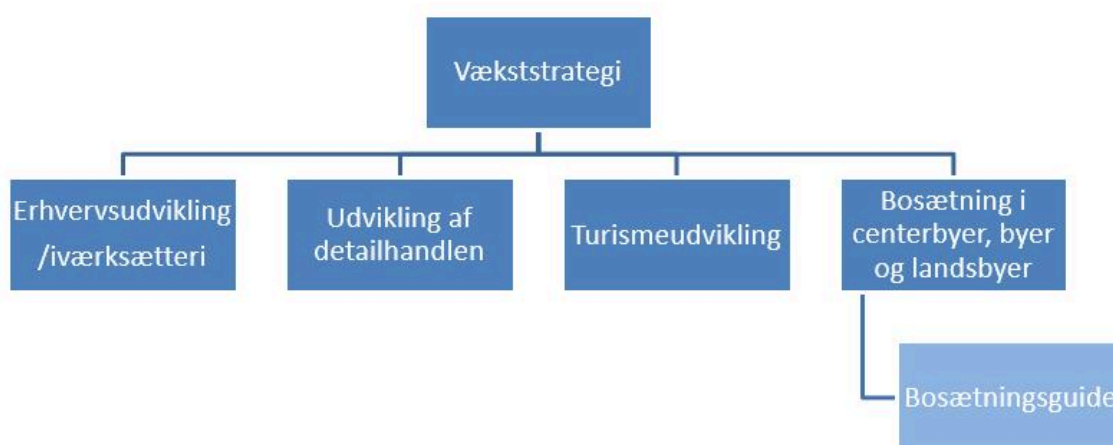 Vækststrategi
Erhvervsudvikling
/iværksætteri
Udvikling af
detailhandlen
Turismeudvikling
Bosætning i
centerbyer, byer
og landsbyer
Bosætningsguide